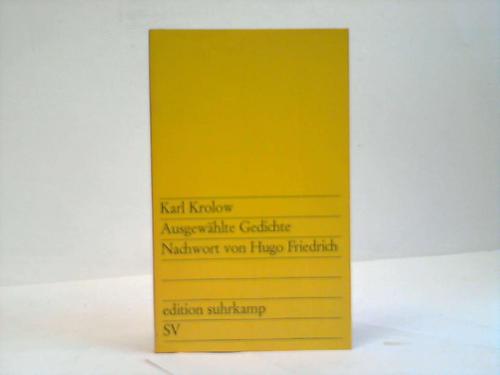 Karl Krolow
Ausgewählte Gedichte
Nachwort von Hugo Friedrich
edition suhrkamp
SV